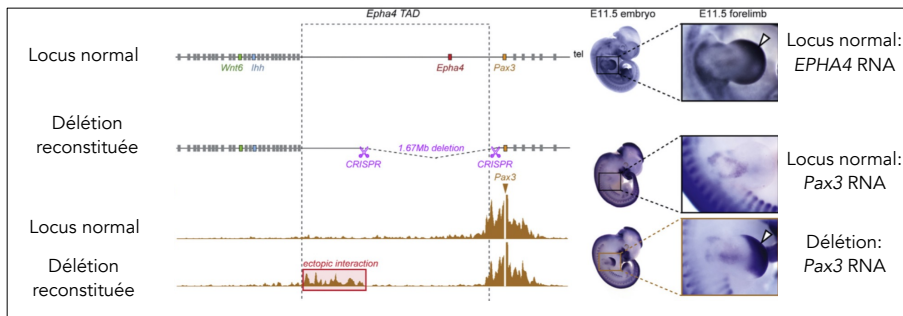 Epha4 TAD
E11.5 embryo
E11.5 forelimb
Locus normal
Wnt6
Ihh
Epha4
Pax3
tel
Locus normal:
EPHA4 RNA
Délétion
reconstituée
1.67Mb deletion
CRISPR
CRISPR
Pax3
Locus normal:
Pax3 RNA
Locus normal
Délétion
reconstituée
ectopic interaction
Délétion:
Pax3 RNA